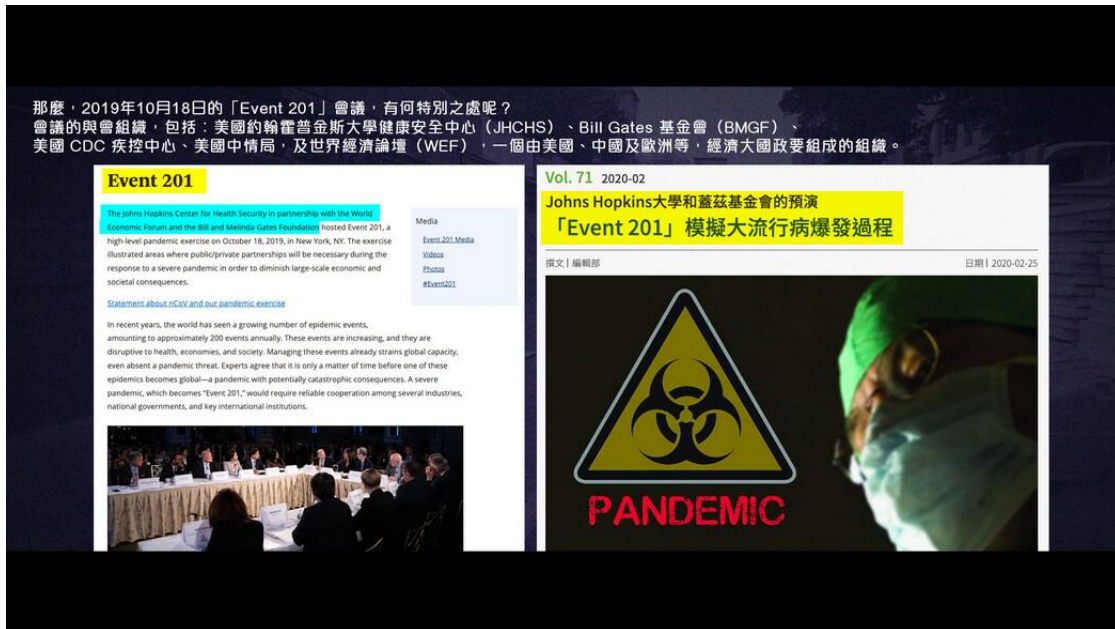 那麼，2019年10月18日的「Event 201」會議，有何特別之處呢？
會議的與會組織，包括：美國約翰霍普金斯大學健康安全中心（JHCHS）、Bill Gates 基金會（BMGF）、
美國 CDC 疾控中心、美國中情局，及世界經濟論壇（WEF），一個由美國、中國及歐洲等，經濟大國政要組成的組織。
Event 201
The Johns Hopkins Center for Health Security in partnership with the World
Economic Forum and the Bill and Melinda Gates Foundation hosted Event 201, a
high-level pandemic exercise on October 18, 2019, in New York, NY. The exercise
illustrated areas where public/private partnerships will be necessary during the
response to a severe pandemic in order to diminish large-scale economic and
societal consequences.
Statement about nCoV and our pandemic exercise
In recent years, the world has seen a growing number of epidemic events,
amounting to approximately 200 events annually. These events are increasing, and they are
disruptive to health, economies, and society. Managing these events already strains global capacity,
even absent a pandemic threat. Experts agree that it is only a matter of time before one of these
epidemics becomes global—a pandemic with potentially catastrophic consequences. A severe
pandemic, which becomes "Event 201," would require reliable cooperation among several industries,
national governments, and key international institutions.
Media
Event 201 Media
Videos
Photos
#Event201
Vol. 71 2020-02
Johns Hopkins大學和蓋茲基金會的預演
「Event 201」模擬大流行病爆發過程
撰文 | 編輯部
日期 | 2020-02-25
PANDEMIC